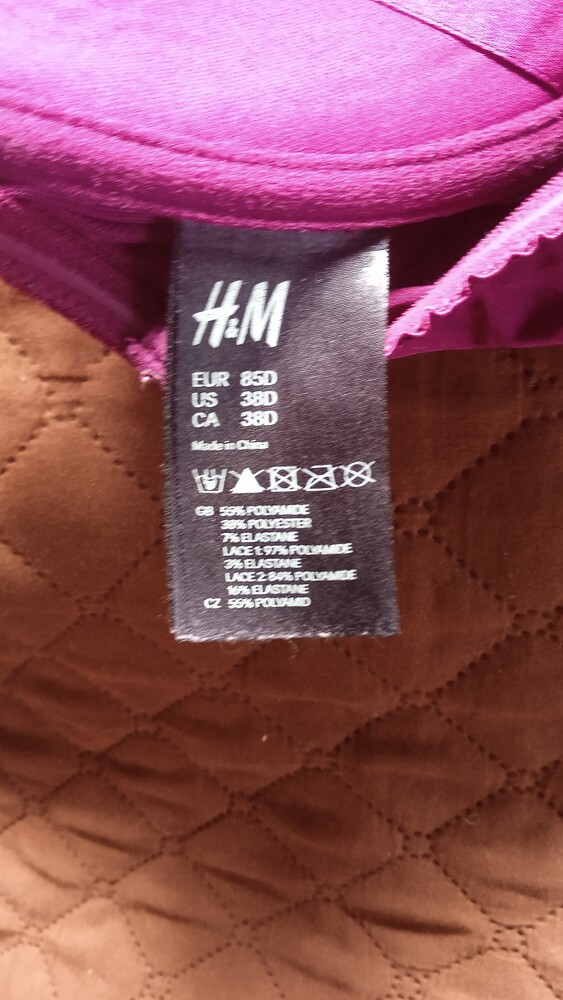 H&M
EUR 85D
US 38D
CA 38D
Made in China
GB 55% POLYAMIDE
38% POLYESTER
7% ELASTANE
LACE 1: 97% POLYAMIDE
3% ELASTANE
LACE 2: 84% POLYAMIDE
16% ELASTANE
CZ 55% POLYAMID